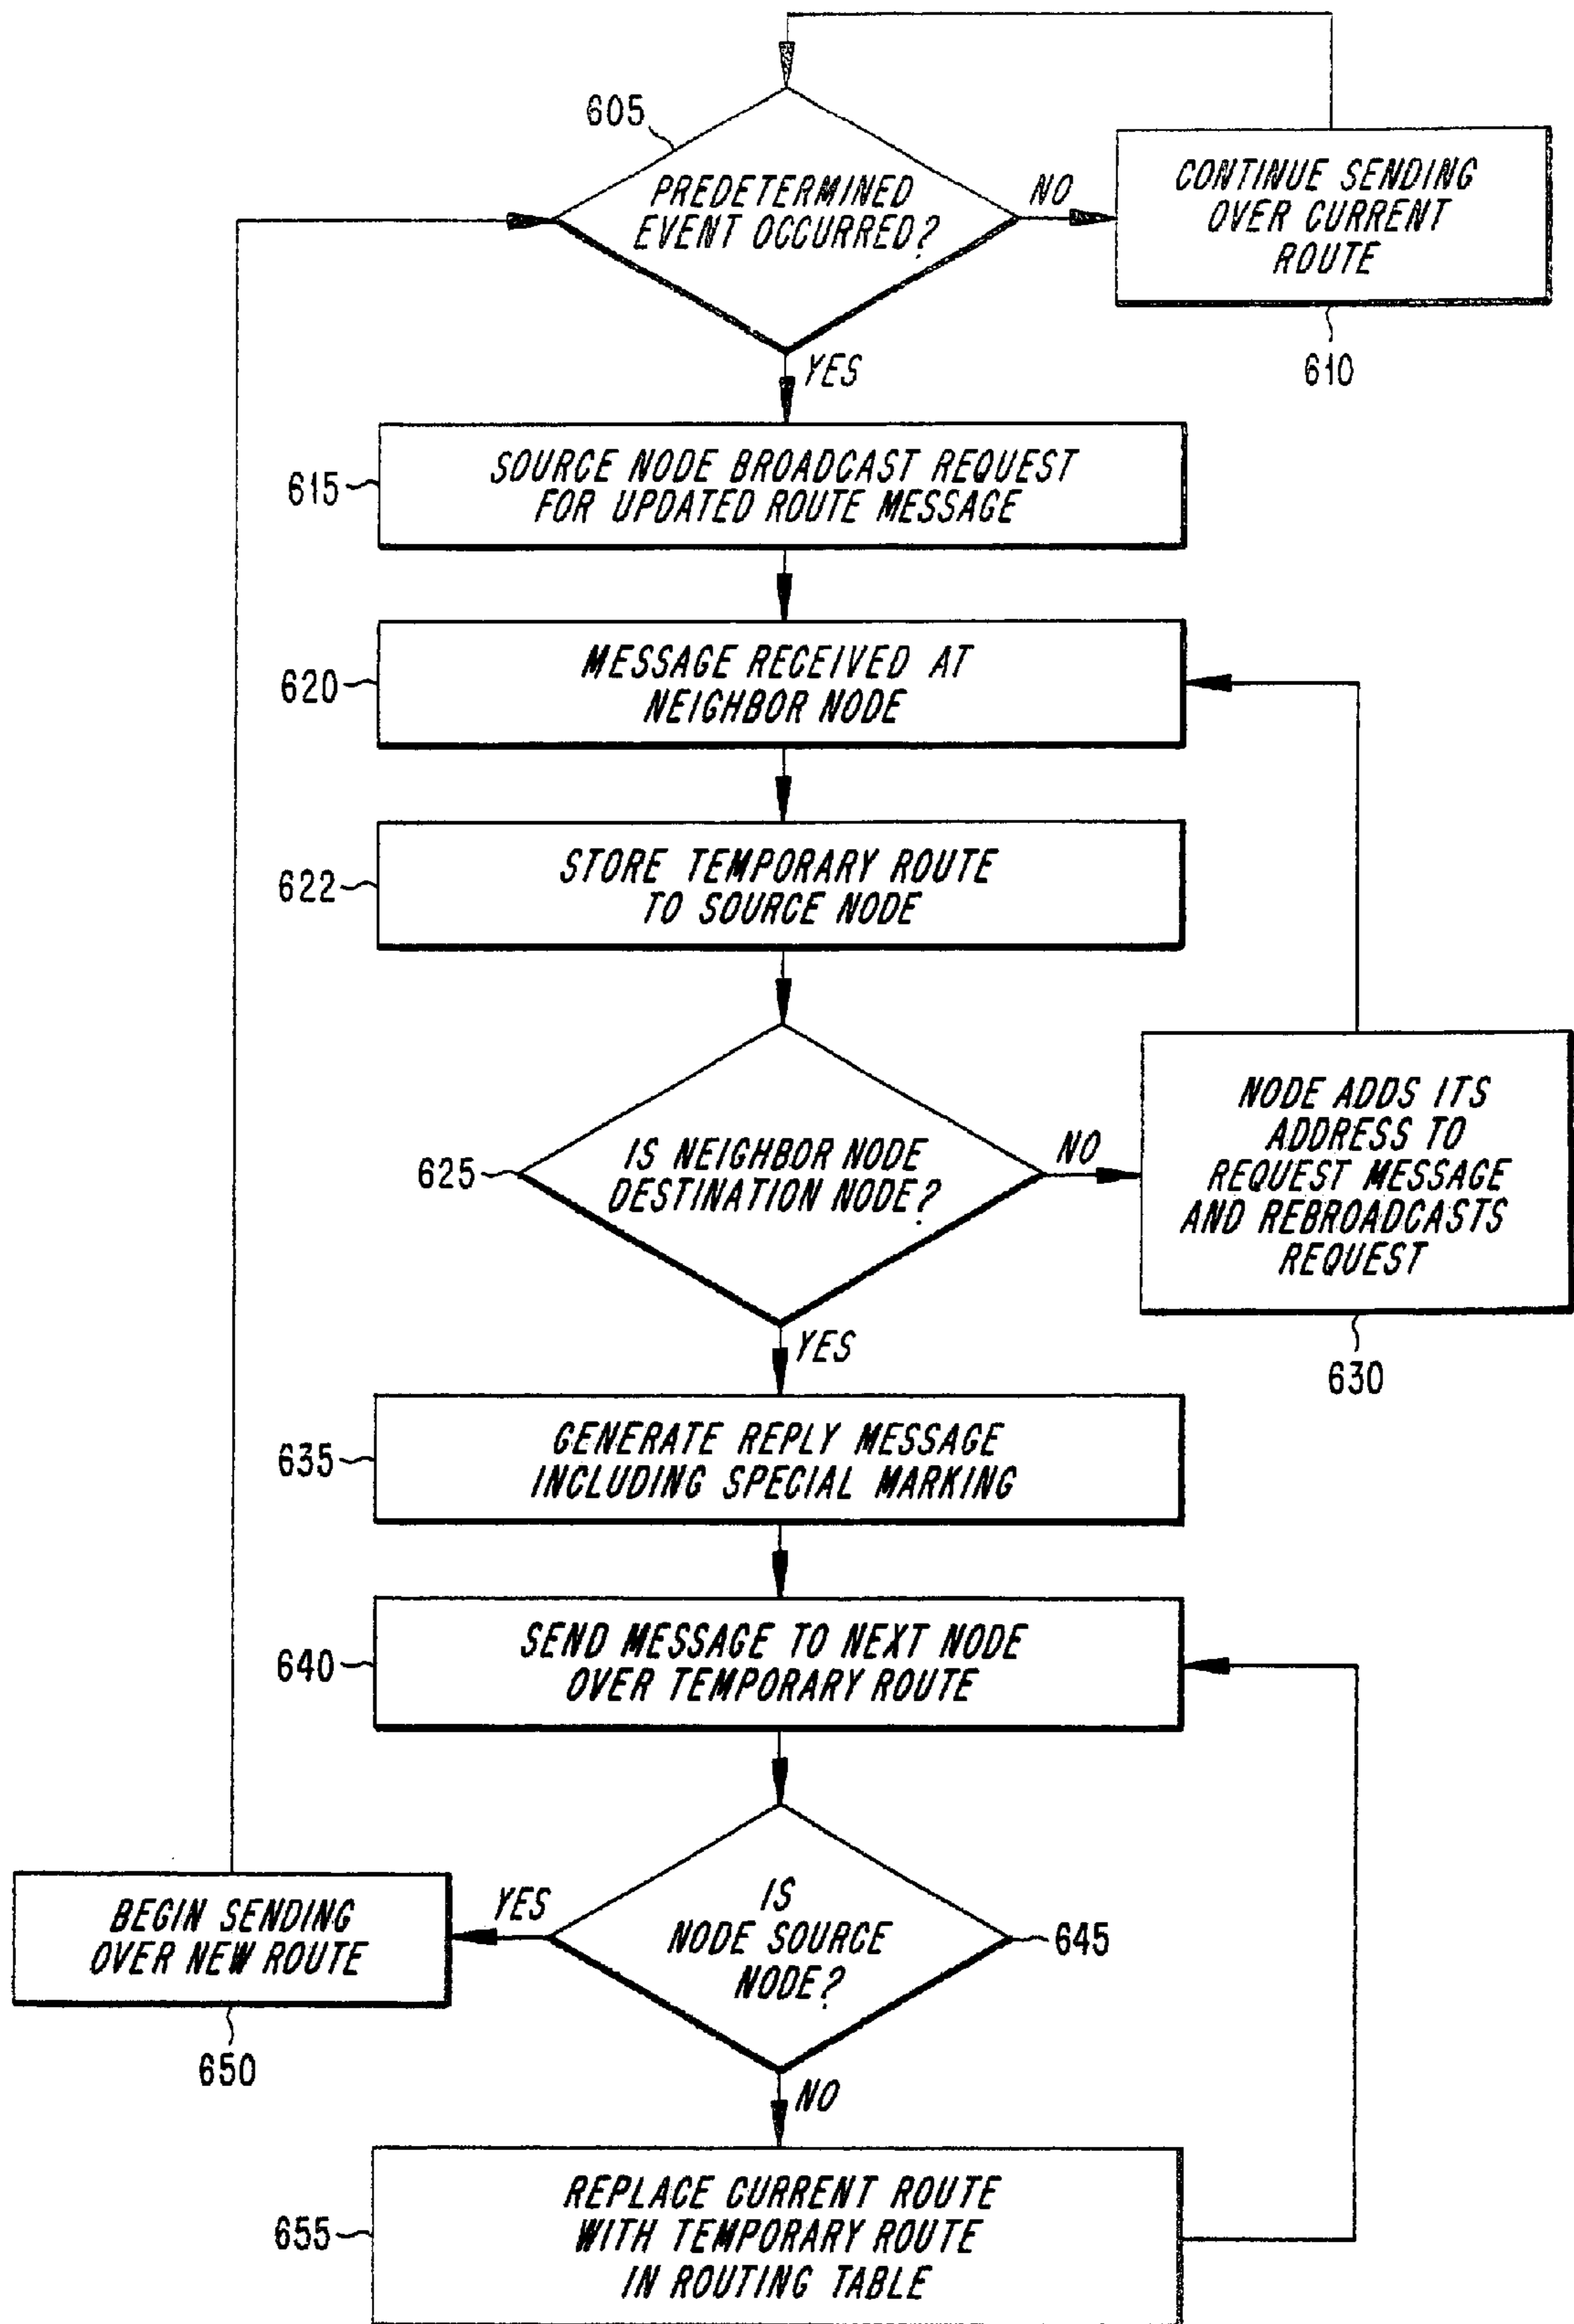 605
PREDETERMINED
EVENT OCCURRED?
NO
CONTINUE SENDING
OVER CURRENT
ROUTE
610
YES
615
SOURCE NODE BROADCAST REQUEST
FOR UPDATED ROUTE MESSAGE
620
MESSAGE RECEIVED AT
NEIGHBOR NODE
622
STORE TEMPORARY ROUTE
TO SOURCE NODE
625
IS NEIGHBOR NODE
DESTINATION NODE?
NO
NODE ADDS ITS
ADDRESS TO
REQUEST MESSAGE
AND REBROADCASTS
REQUEST
630
YES
635
GENERATE REPLY MESSAGE
INCLUDING SPECIAL MARKING
640
SEND MESSAGE TO NEXT NODE
OVER TEMPORARY ROUTE
IS
NODE SOURCE
NODE?
645
YES
BEGIN SENDING
OVER NEW ROUTE
650
NO
655
REPLACE CURRENT ROUTE
WITH TEMPORARY ROUTE
IN ROUTING TABLE